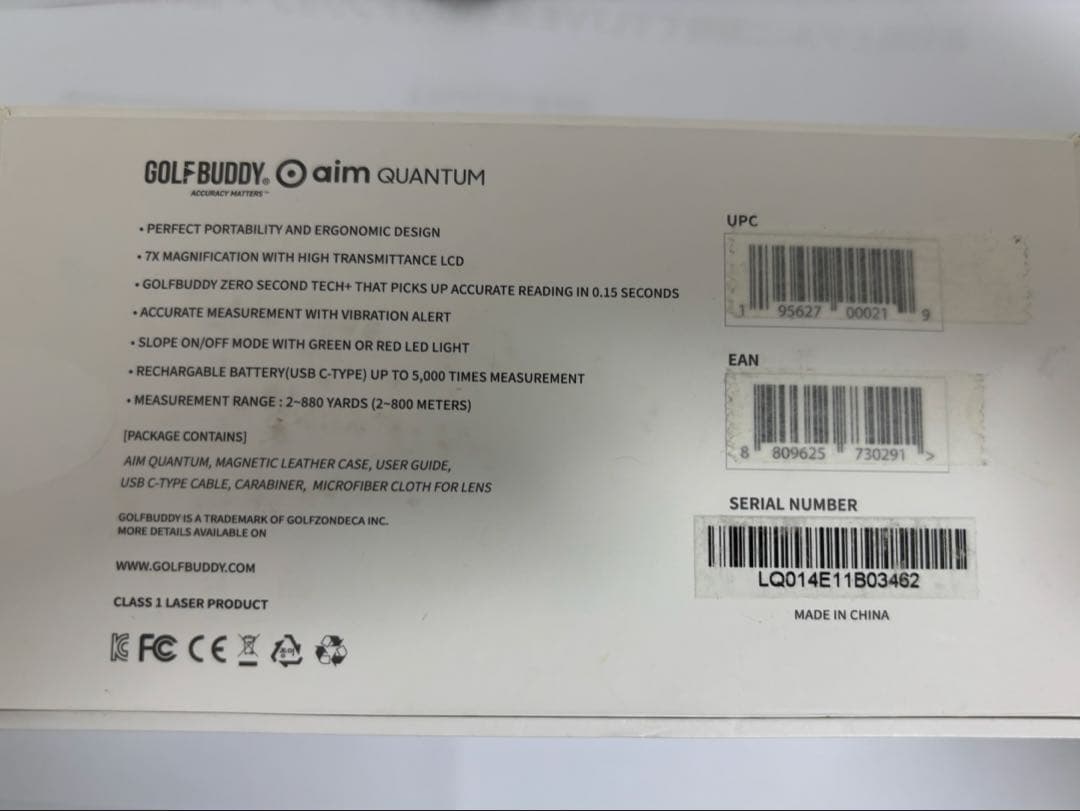 GOLFBUDDY® aim QUANTUM
ACCURACY MATTERS™
• PERFECT PORTABILITY AND ERGONOMIC DESIGN
• 7X MAGNIFICATION WITH HIGH TRANSMITTANCE LCD
• GOLFBUDDY ZERO SECOND TECH+ THAT PICKS UP ACCURATE READING IN 0.15 SECONDS
• ACCURATE MEASUREMENT WITH VIBRATION ALERT
• SLOPE ON/OFF MODE WITH GREEN OR RED LED LIGHT
• RECHARGABLE BATTERY(USB C-TYPE) UP TO 5,000 TIMES MEASUREMENT
• MEASUREMENT RANGE : 2~880 YARDS (2~800 METERS)
[PACKAGE CONTAINS]
AIM QUANTUM, MAGNETIC LEATHER CASE, USER GUIDE,
USB C-TYPE CABLE, CARABINER, MICROFIBER CLOTH FOR LENS
GOLFBUDDY IS A TRADEMARK OF GOLFZONDECA INC.
MORE DETAILS AVAILABLE ON
WWW.GOLFBUDDY.COM
CLASS 1 LASER PRODUCT
FC CE
UPC
1 95627 00021 9
EAN
8 809625 730291 >
SERIAL NUMBER
LQ014E11B03462
MADE IN CHINA